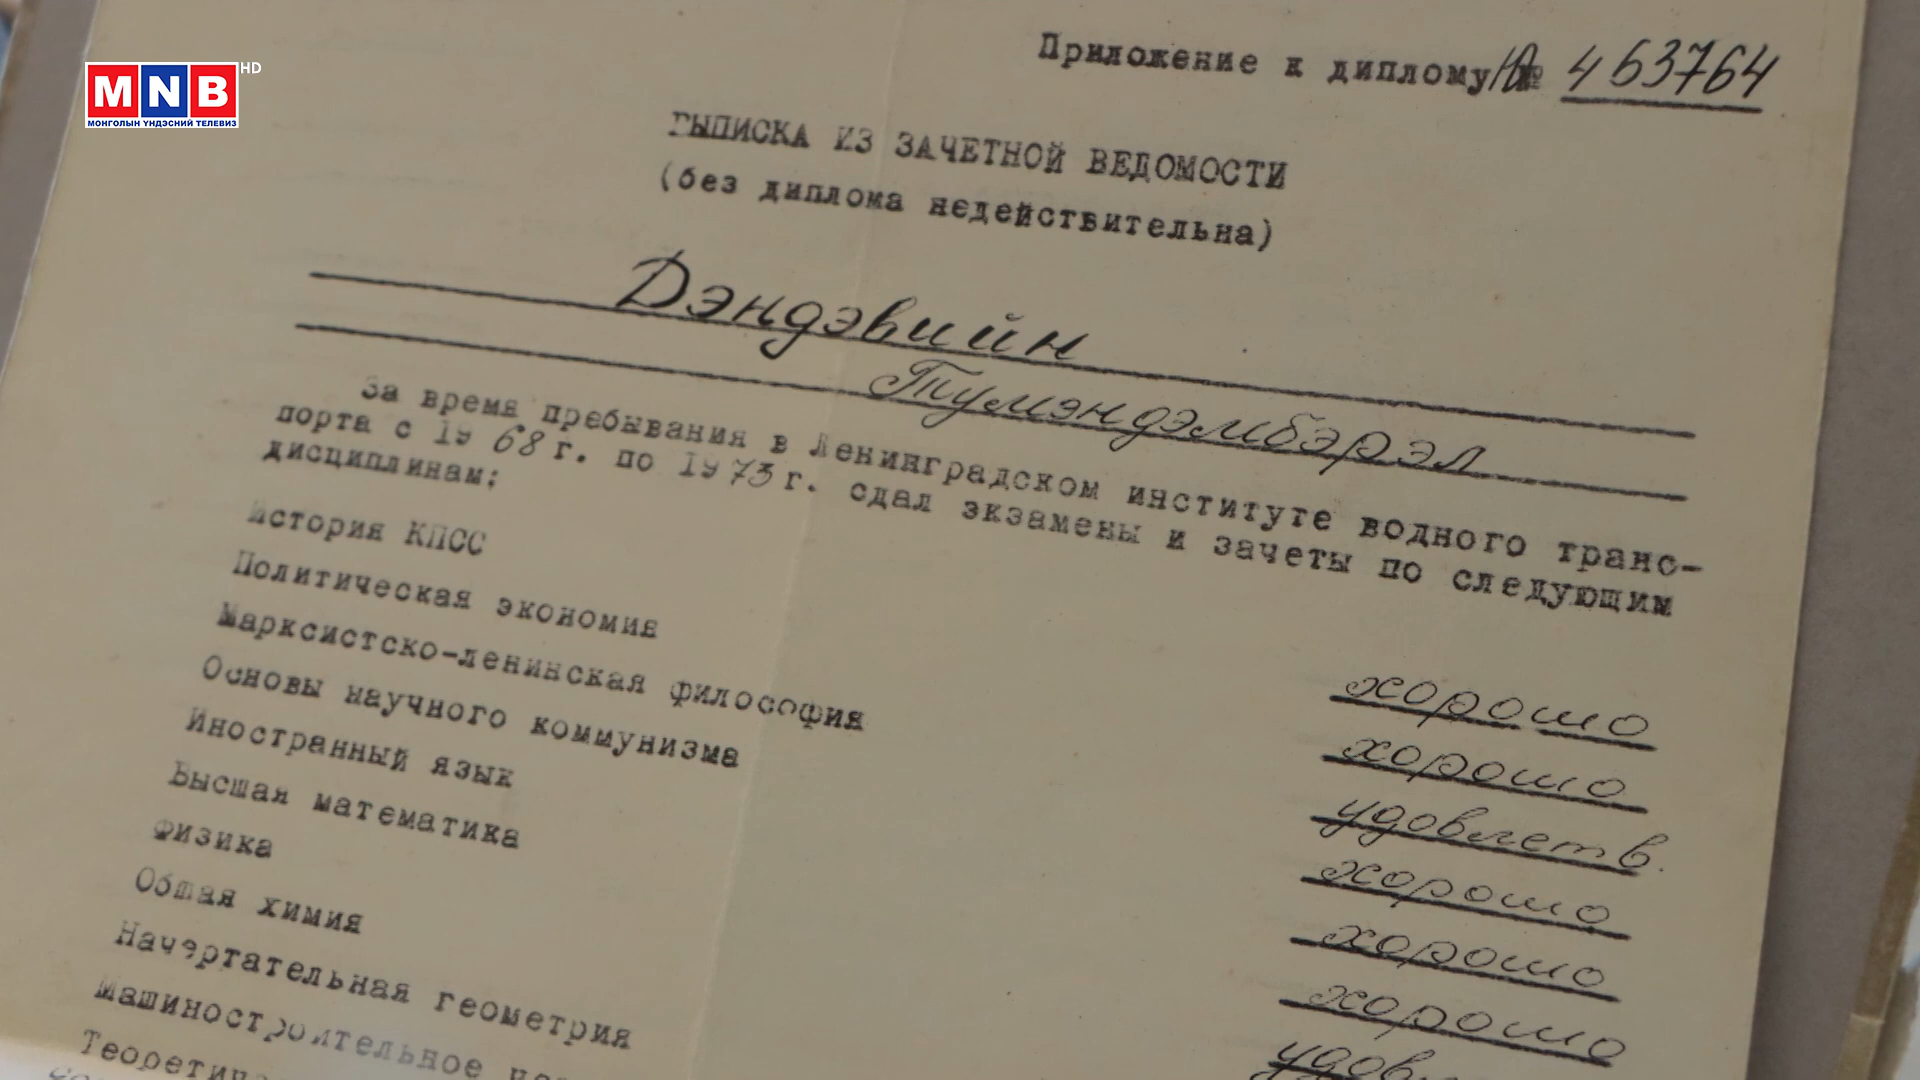 MNB HD
МОНГОЛЫН ҮНДЭСНИЙ ТЕЛЕВИЗ
Приложение к диплому Ю № 463764
ВЫПИСКА ИЗ ЗАЧЕТНОЙ ВЕДОМОСТИ
(без диплома недействительна)
Дэндэвийн
Тумэндэмбэрэл
За время пребывания в Ленинградском институте водного транс-
порта с 1968 г. по 1973 г. сдал экзамены и зачеты по следующим
дисциплинам:
История КПСС хорошо
Политическая экономия хорошо
Марксистско-ленинская философия удовлетв.
Основы научного коммунизма хорошо
Иностранный язык хорошо
Высшая математика хорошо
Физика
Общая химия
Начертательная геометрия
Машиностроительное